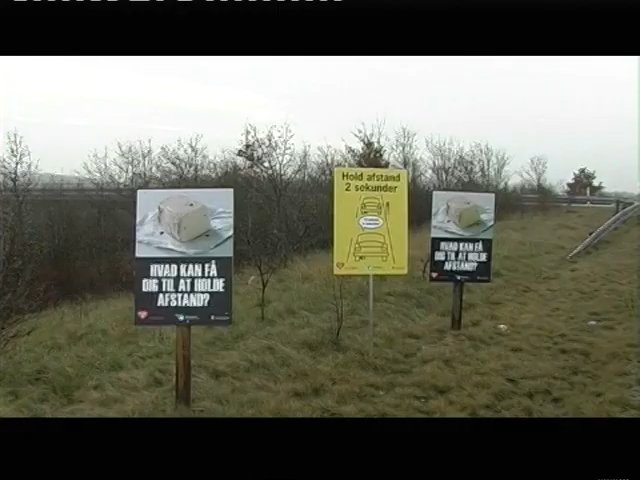 HVAD KAN FÅ
DIG TIL AT HOLDE
AFSTAND?
Hold afstand
2 sekunder
HVAD KAN FÅ
DIG TIL AT HOLDE
AFSTAND?